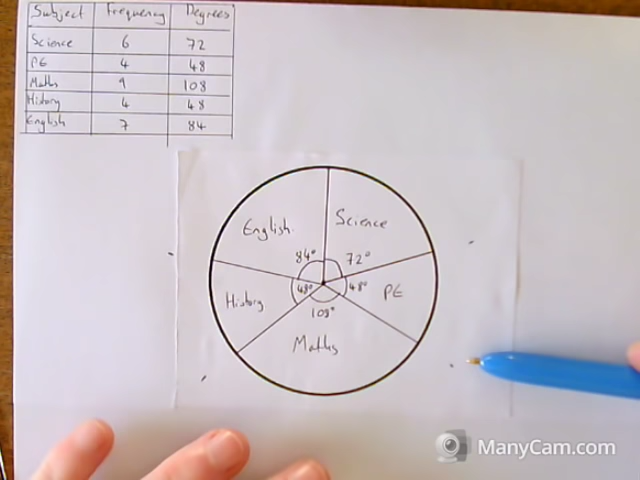 Subject Frequency Degrees
Science 6 72
PE 4 48
Maths 9 108
History 4 48
English 7 84
English Science
84° 72°
History 48° 48° PE
108°
Maths
ManyCam.com